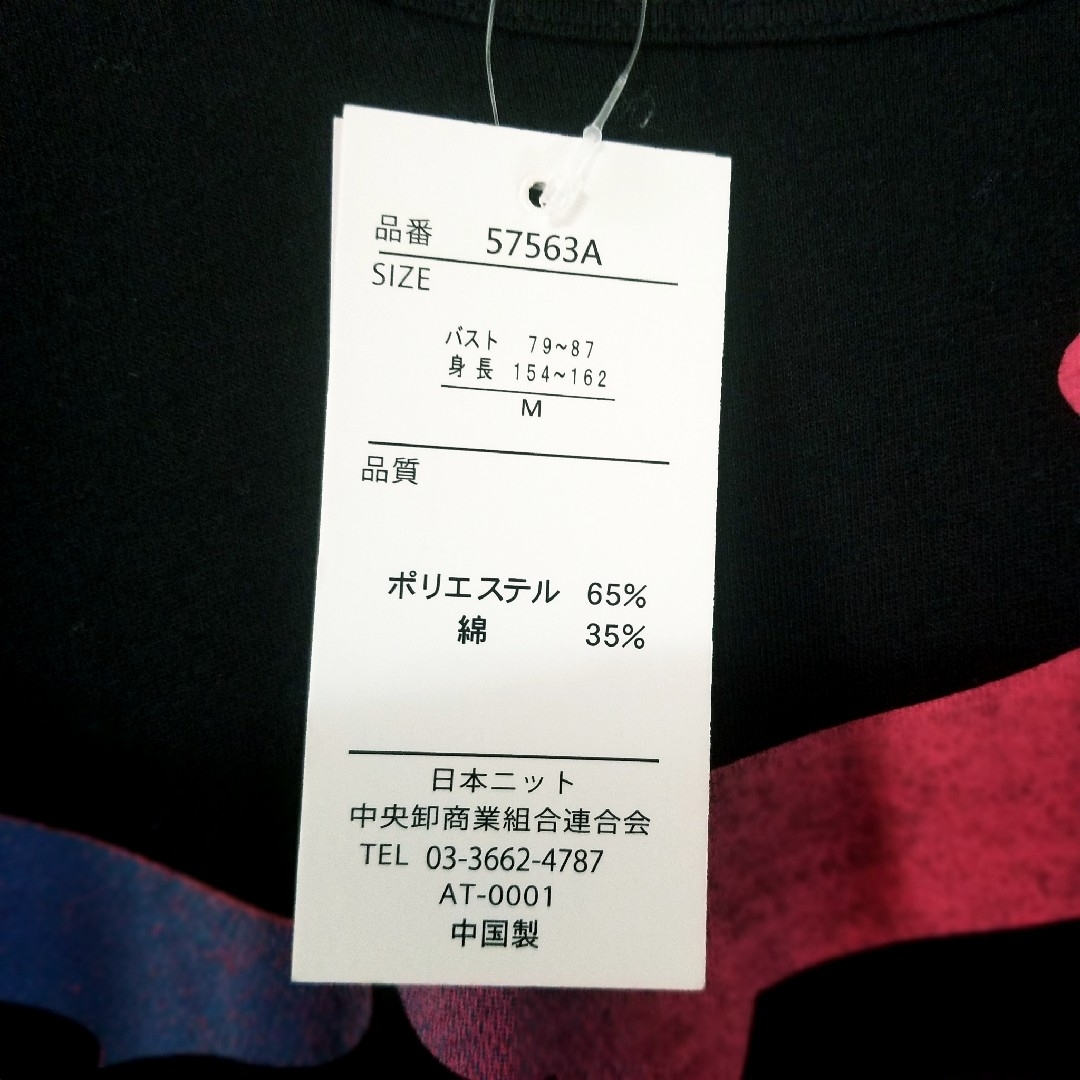 品番 57563A
SIZE
バスト 79~87
身長 154~162
M
品質
ポリエステル 65%
綿 35%
日本ニット
中央卸商業組合連合会
TEL 03-3662-4787
AT-0001
中国製